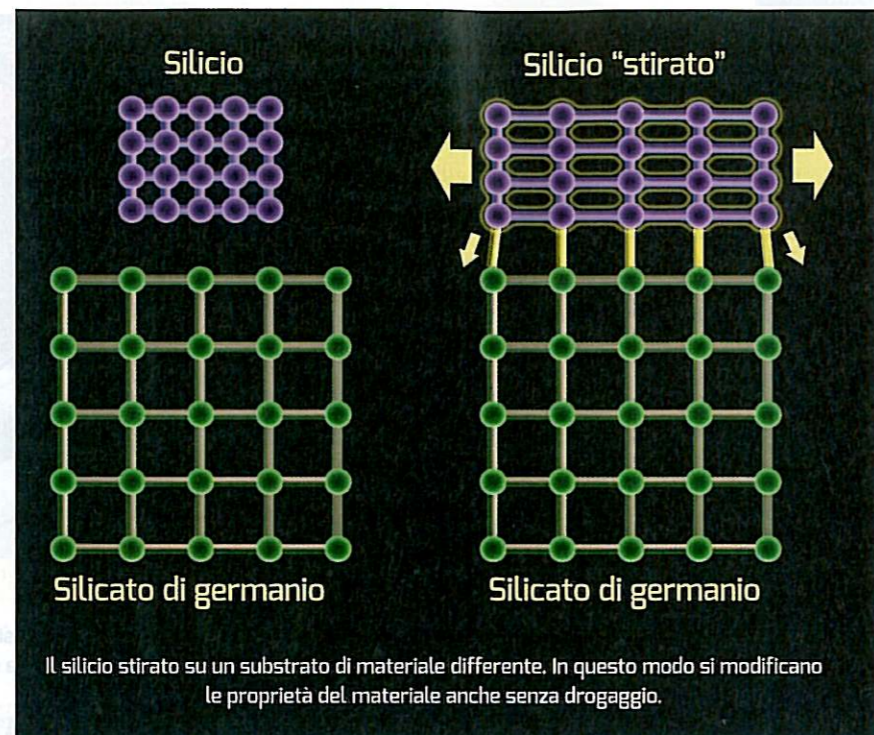 Silicio
Silicio “stirato”
Silicato di germanio
Silicato di germanio
Il silicio stirato su un substrato di materiale differente. In questo modo si modificano
le proprietà del materiale anche senza drogaggio.